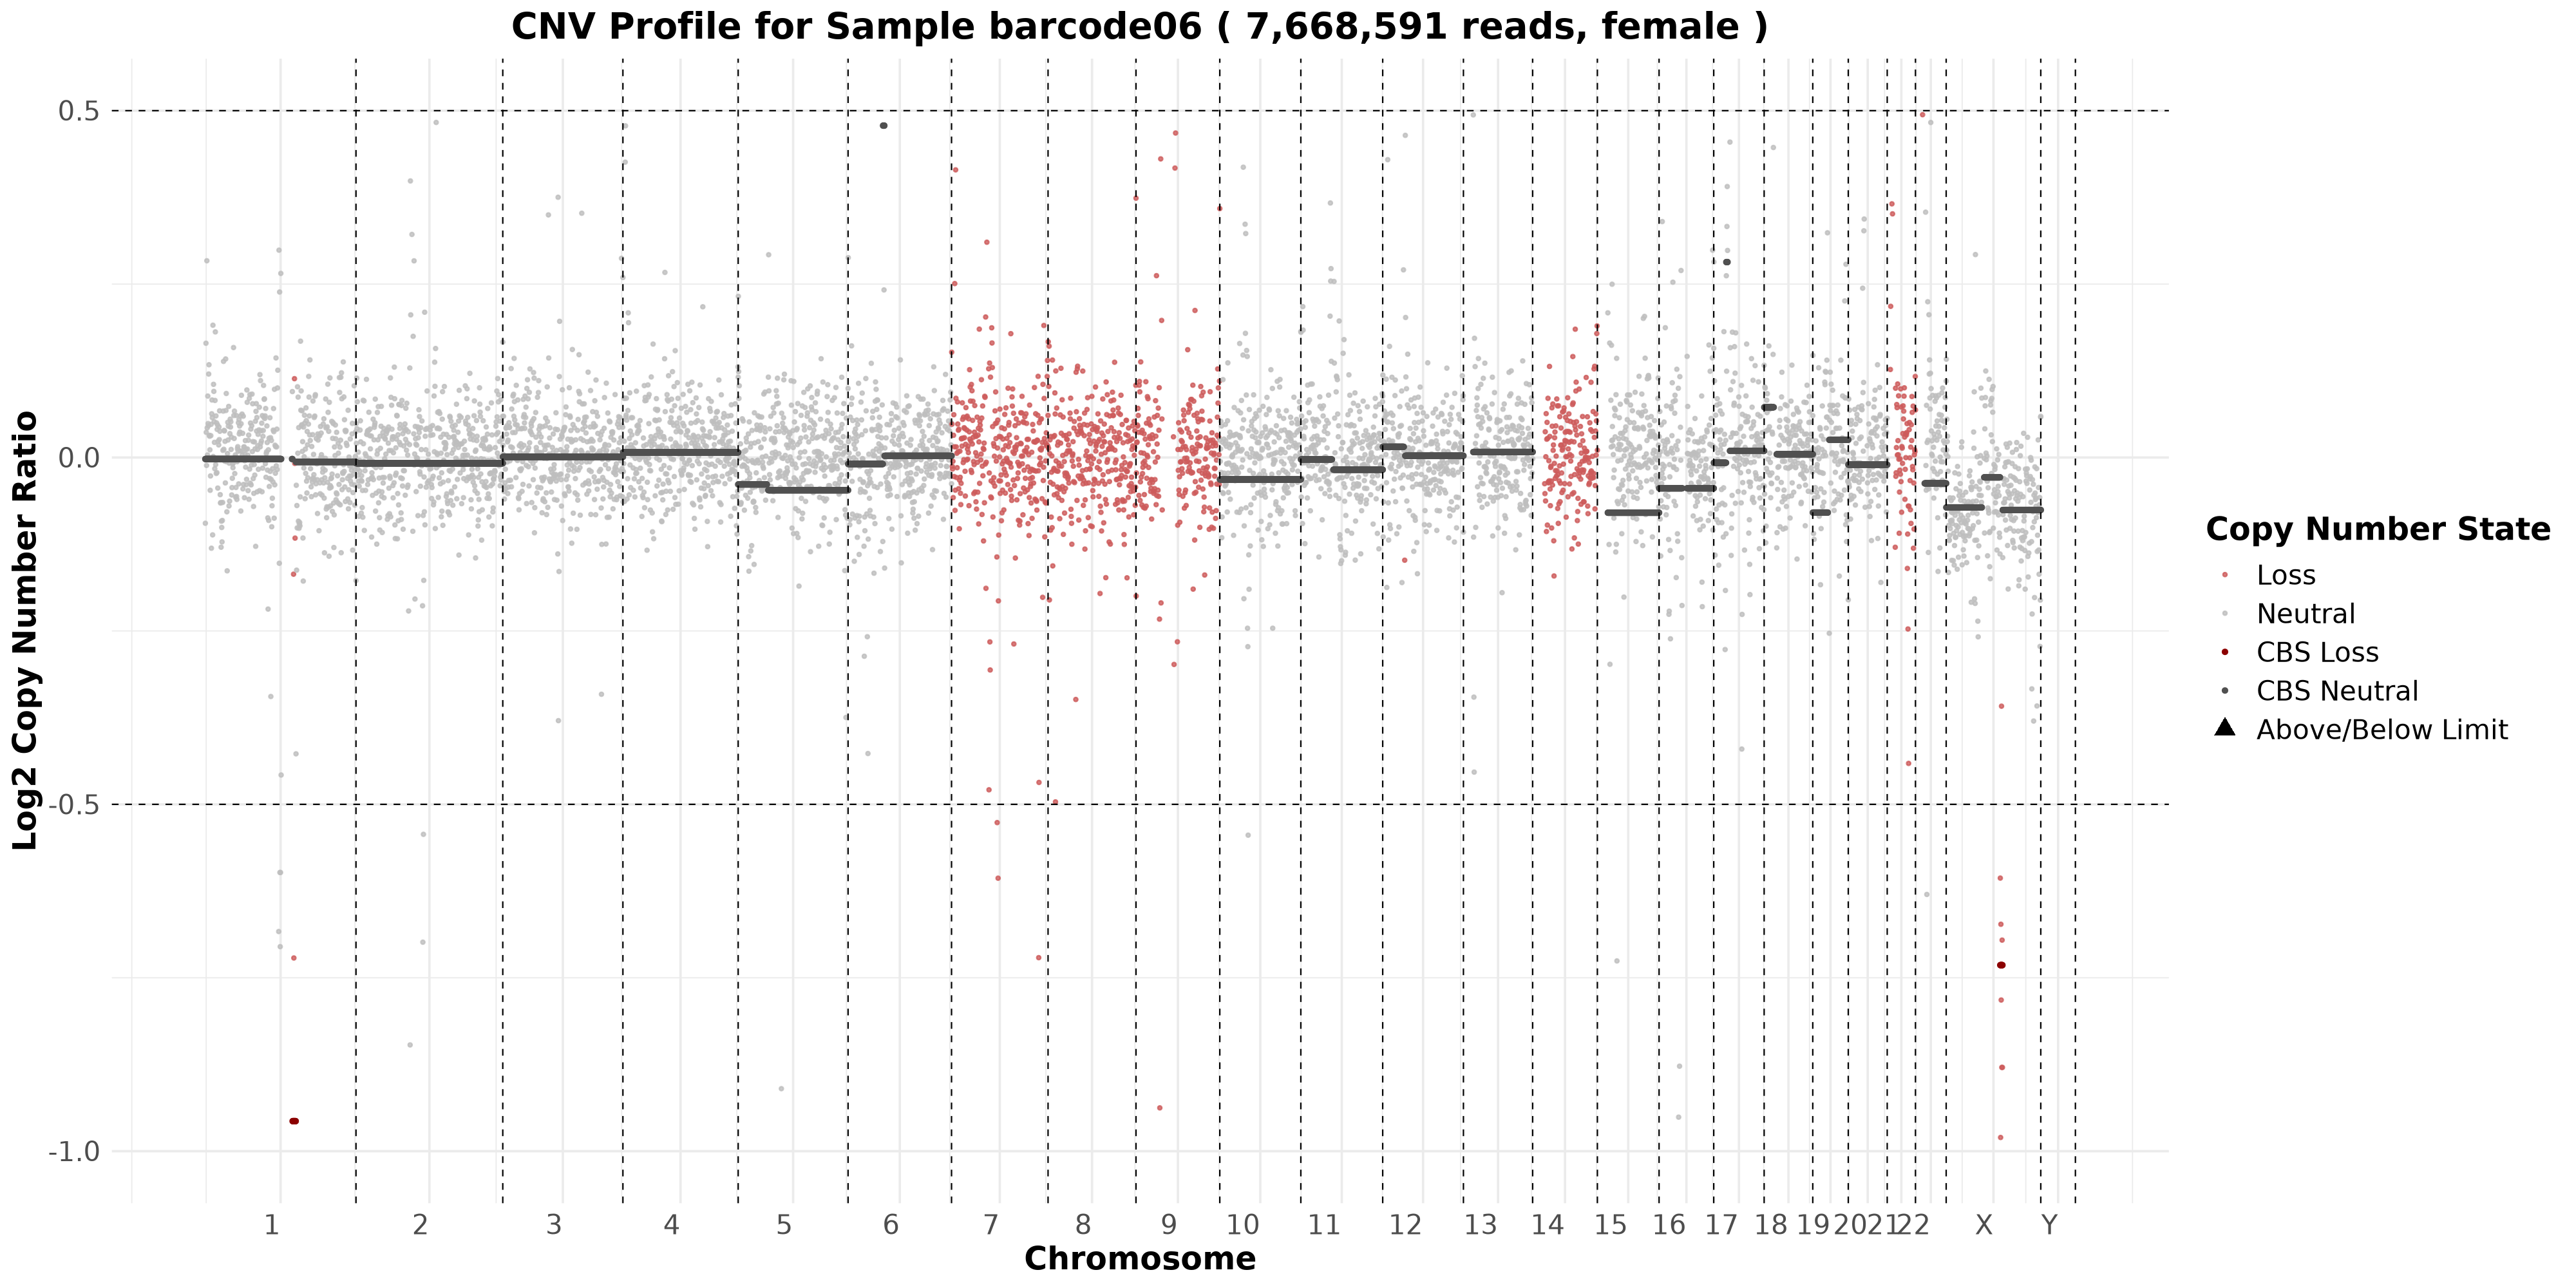 CNV Profile for Sample barcode06 ( 7,668,591 reads, female )
Log2 Copy Number Ratio
0.5
0.0
-0.5
-1.0
1 2 3 4 5 6 7 8 9 10 11 12 13 14 15 16 17 18 19 20 21 22 X Y
Chromosome
Copy Number State
Loss
Neutral
CBS Loss
CBS Neutral
Above/Below Limit